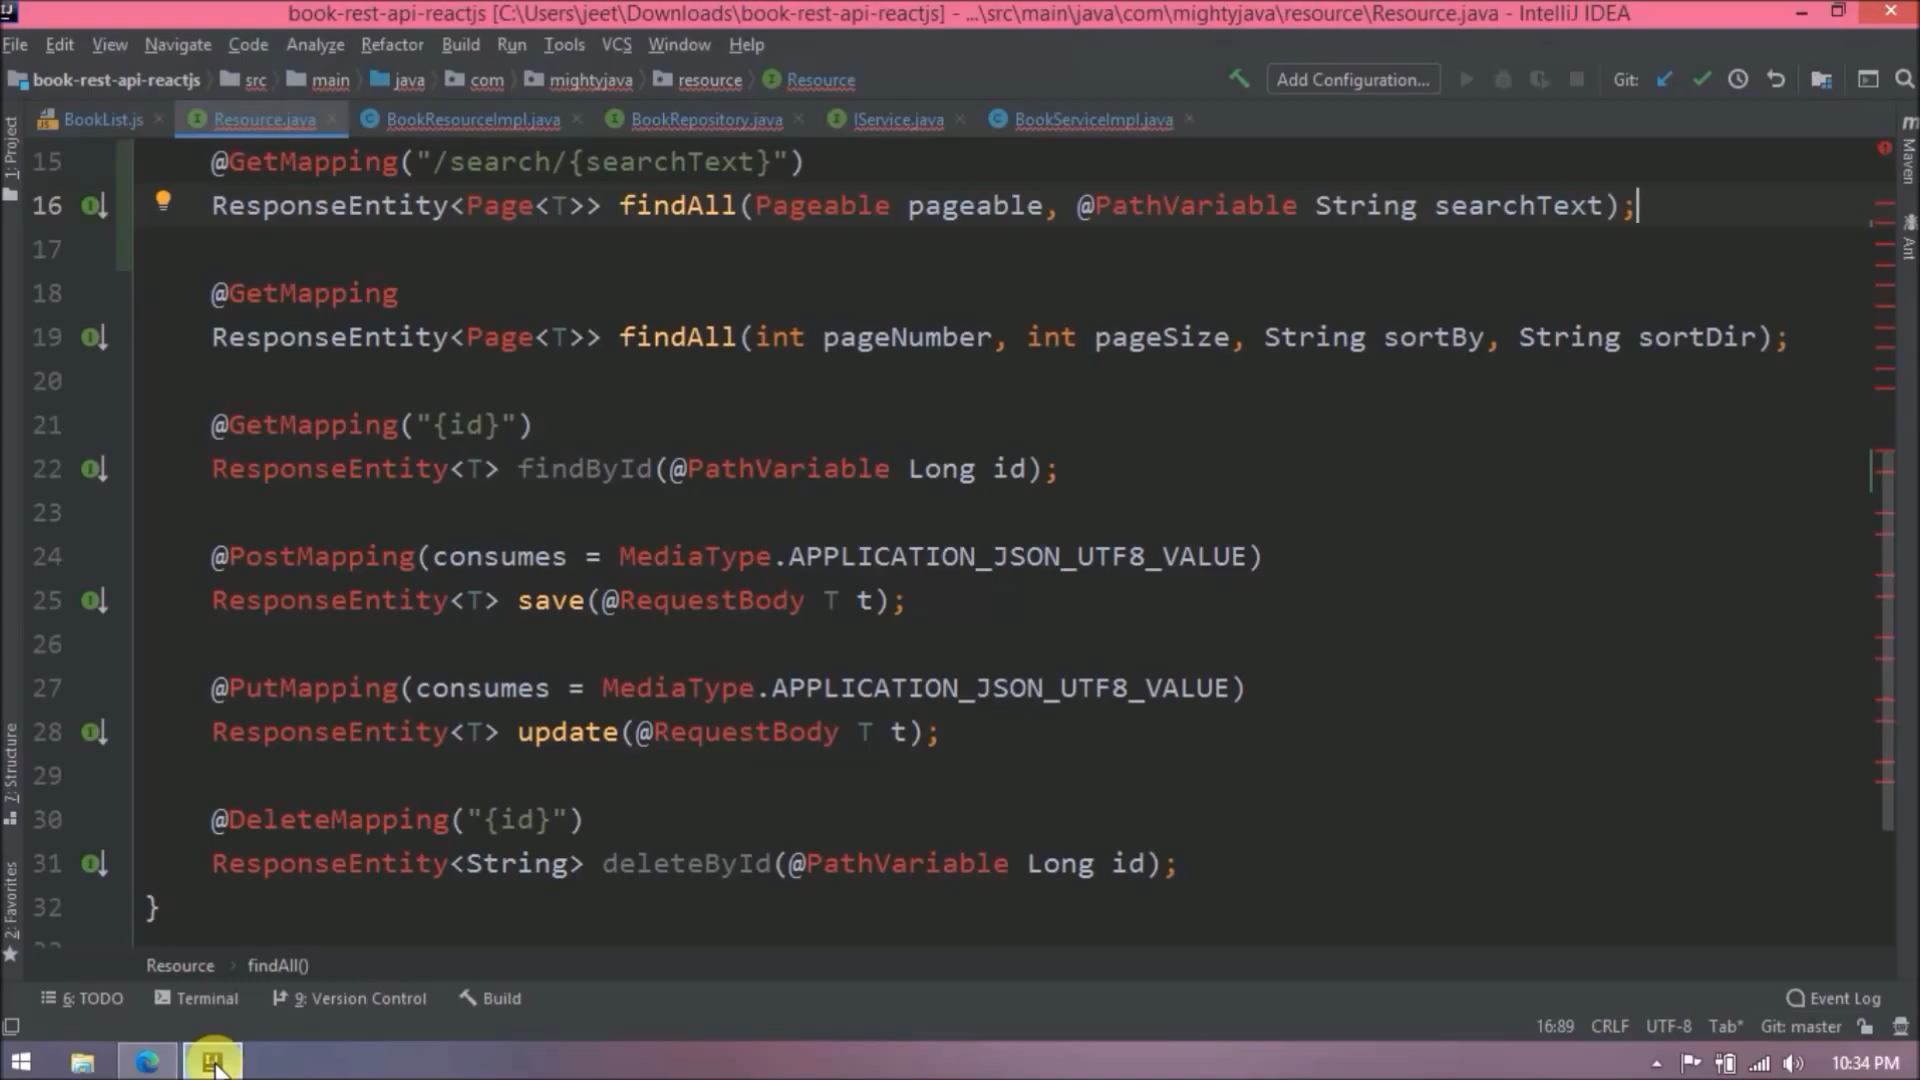 book-rest-api-reactjs [C:\Users\jeet\Downloads\book-rest-api-reactjs] - ...\src\main\java\com\mightyjava\resource\Resource.java - IntelliJ IDEA
File Edit View Navigate Code Analyze Refactor Build Run Tools VCS Window Help
book-rest-api-reactjs src main java com mightyjava resource Resource Add Configuration... Git:
BookList.js Resource.java BookResourceImpl.java BookRepository.java IService.java BookServiceImpl.java
1: Project
7: Structure
2: Favorites
Maven
Ant
15 @GetMapping("/search/{searchText}")
16 ResponseEntity<Page<T>> findAll(Pageable pageable, @PathVariable String searchText);
17
18 @GetMapping
19 ResponseEntity<Page<T>> findAll(int pageNumber, int pageSize, String sortBy, String sortDir);
20
21 @GetMapping("{id}")
22 ResponseEntity<T> findById(@PathVariable Long id);
23
24 @PostMapping(consumes = MediaType.APPLICATION_JSON_UTF8_VALUE)
25 ResponseEntity<T> save(@RequestBody T t);
26
27 @PutMapping(consumes = MediaType.APPLICATION_JSON_UTF8_VALUE)
28 ResponseEntity<T> update(@RequestBody T t);
29
30 @DeleteMapping("{id}")
31 ResponseEntity<String> deleteById(@PathVariable Long id);
32 }
Resource findAll()
6: TODO Terminal 9: Version Control Build Event Log
16:89 CRLF UTF-8 Tab* Git: master
10:34 PM